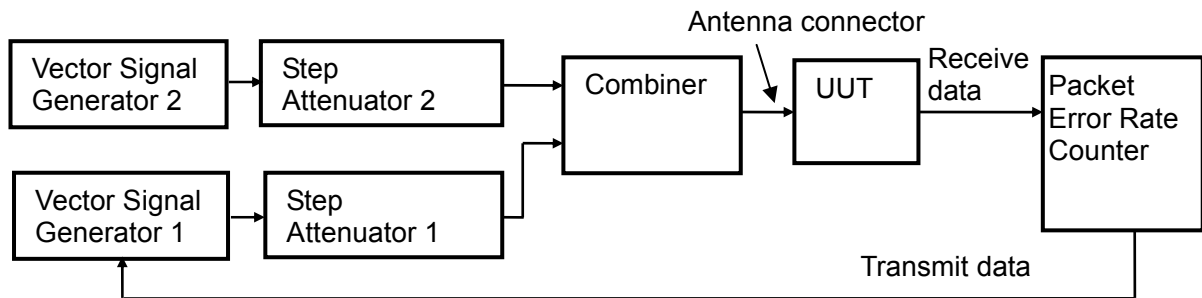 Antenna connector
Vector Signal
Generator 2
Step
Attenuator 2
Combiner
UUT
Receive
data
Packet
Error Rate
Counter
Vector Signal
Generator 1
Step
Attenuator 1
Transmit data